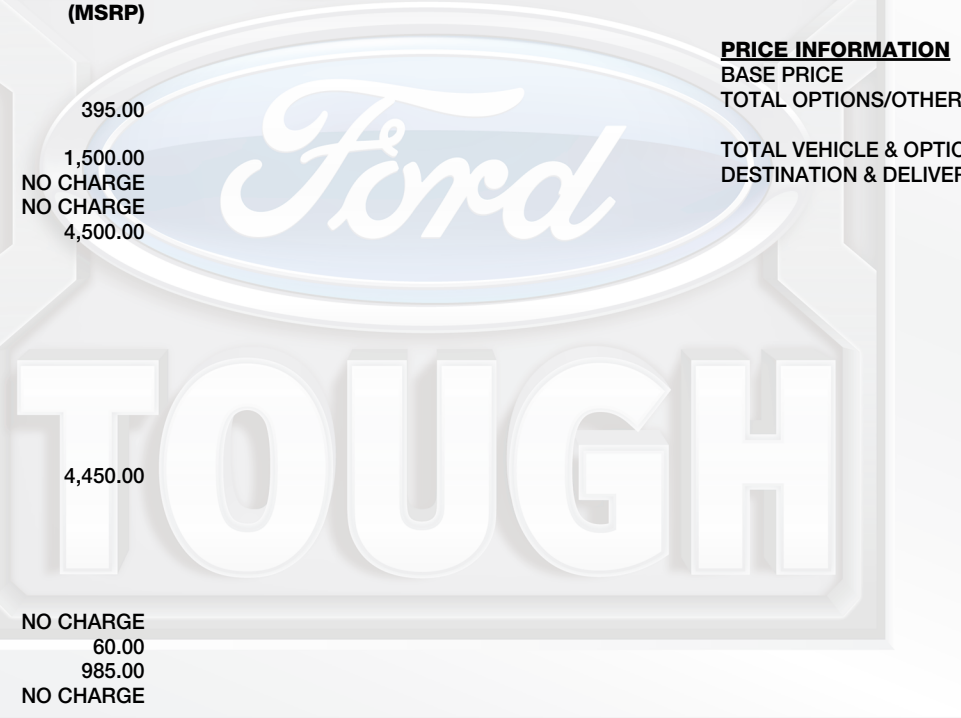 (MSRP)
395.00
1,500.00
NO CHARGE
NO CHARGE
4,500.00
4,450.00
NO CHARGE
60.00
985.00
NO CHARGE
PRICE INFORMATION
BASE PRICE
TOTAL OPTIONS/OTHER
TOTAL VEHICLE & OPTIO
DESTINATION & DELIVER
Ford
TOUGH